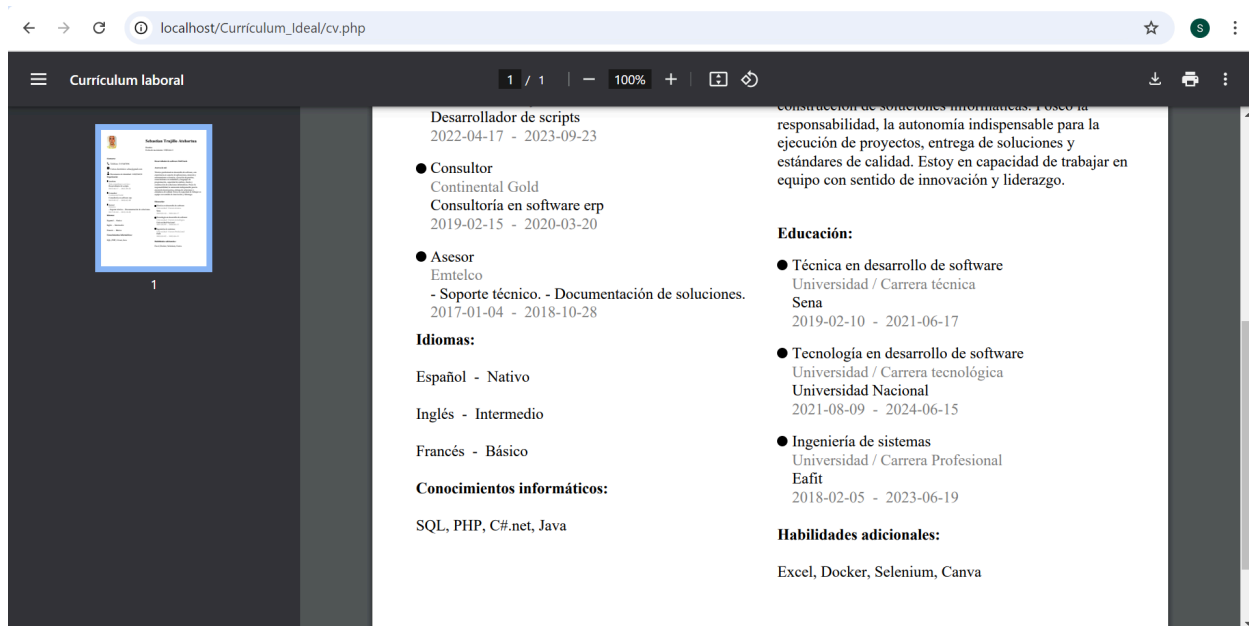 localhost/Currículum_Ideal/cv.php
S
Currículum laboral
1 / 1
100%
1
Desarrollador de scripts
2022-04-17 - 2023-09-23
Consultor
Continental Gold
Consultoría en software erp
2019-02-15 - 2020-03-20
Asesor
Emtelco
- Soporte técnico. - Documentación de soluciones.
2017-01-04 - 2018-10-28
Idiomas:
Español - Nativo
Inglés - Intermedio
Francés - Básico
Conocimientos informáticos:
SQL, PHP, C#.net, Java
construcción de soluciones informáticas. Poseo la
responsabilidad, la autonomía indispensable para la
ejecución de proyectos, entrega de soluciones y
estándares de calidad. Estoy en capacidad de trabajar en
equipo con sentido de innovación y liderazgo.
Educación:
Técnica en desarrollo de software
Universidad / Carrera técnica
Sena
2019-02-10 - 2021-06-17
Tecnología en desarrollo de software
Universidad / Carrera tecnológica
Universidad Nacional
2021-08-09 - 2024-06-15
Ingeniería de sistemas
Universidad / Carrera Profesional
Eafit
2018-02-05 - 2023-06-19
Habilidades adicionales:
Excel, Docker, Selenium, Canva